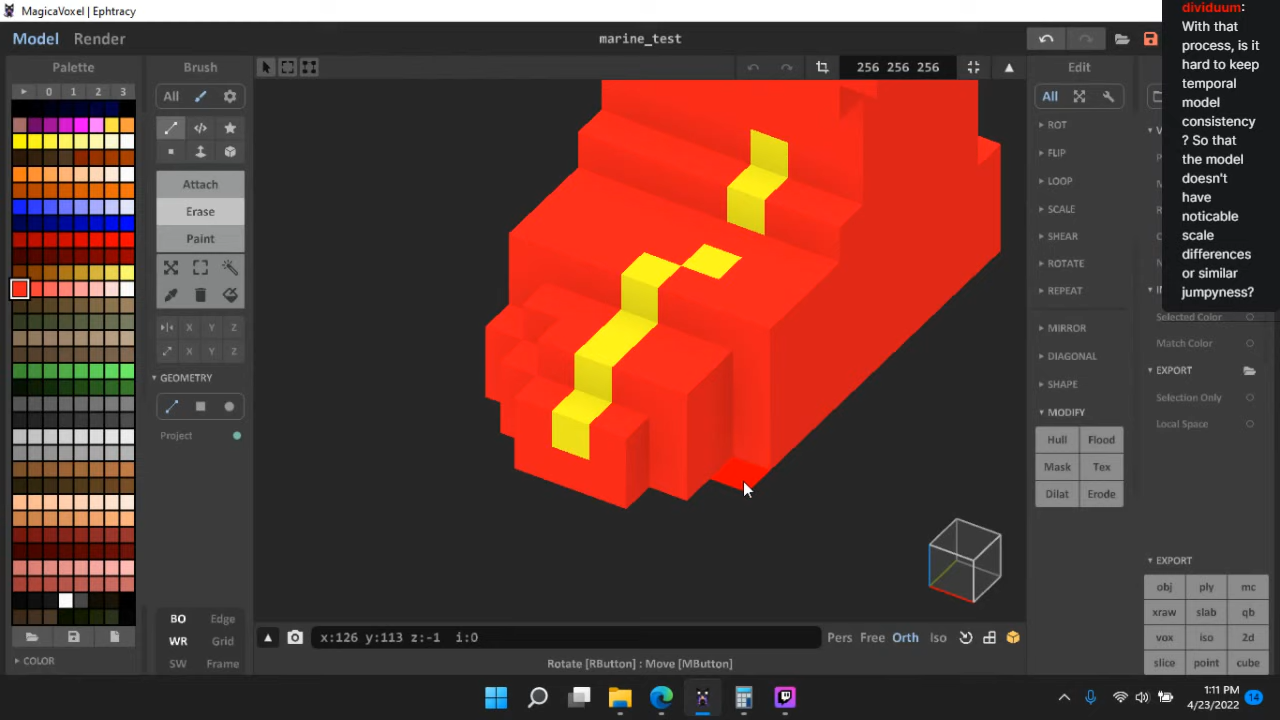 MagicaVoxel | Ephtracy
Model Render
marine_test
Palette
Brush
256 256 256
Edit
0 1 2 3
All
All
Attach
Erase
Paint
X Y Z
X Y Z
GEOMETRY
Project
BO Edge
WR Grid
SW Frame
COLOR
ROT
FLIP
LOOP
SCALE
SHEAR
ROTATE
REPEAT
MIRROR
DIAGONAL
SHAPE
MODIFY
Hull Flood
Mask Tex
Dilat Erode
dividuum:
With that
process, is it
hard to keep
temporal
model
consistency
? So that
the model
doesn't
have
noticable
scale
differences
or similar
jumpyness?
Selected Color
Match Color
EXPORT
Selection Only
Local Space
EXPORT
obj ply mc
xraw slab qb
vox iso 2d
slice point cube
x:126 y:113 z:-1 i:0
Pers Free Orth Iso
Rotate [RButton] : Move [MButton]
1:11 PM
4/23/2022
14